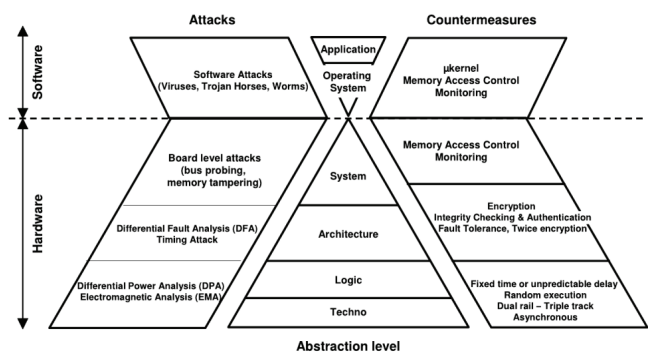 Attacks
Countermeasures
Software
Software Attacks
(Viruses, Trojan Horses, Worms)
Application
Operating
System
µkernel
Memory Access Control
Monitoring
Hardware
Board level attacks
(bus probing,
memory tampering)
System
Memory Access Control
Monitoring
Differential Fault Analysis (DFA)
Timing Attack
Architecture
Encryption
Integrity Checking & Authentication
Fault Tolerance, Twice encryption
Differential Power Analysis (DPA)
Electromagnetic Analysis (EMA)
Logic
Techno
Fixed time or unpredictable delay
Random execution
Dual rail – Triple track
Asynchronous
Abstraction level